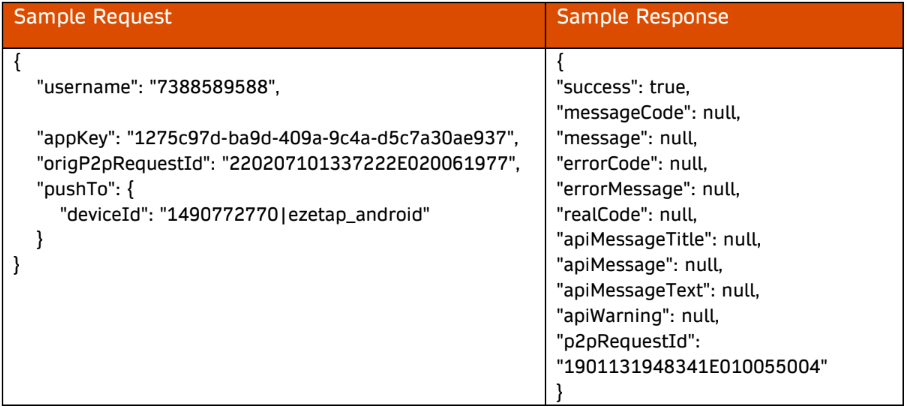 Sample Request
{
"username": "7388589588",
"appKey": "1275c97d-ba9d-409a-9c4a-d5c7a30ae937",
"origP2pRequestId": "220207101337222E020061977",
"pushTo": {
"deviceId": "1490772770|ezetap_android"
}
}
Sample Response
{
"success": true,
"messageCode": null,
"message": null,
"errorCode": null,
"errorMessage": null,
"realCode": null,
"apiMessageTitle": null,
"apiMessage": null,
"apiMessageText": null,
"apiWarning": null,
"p2pRequestId":
"1901131948341E010055004"
}